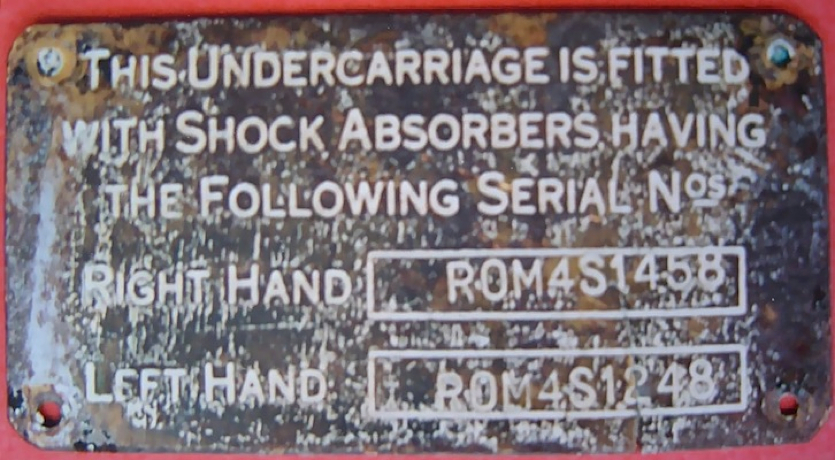 THIS UNDERCARRIAGE IS FITTED
WITH SHOCK ABSORBERS HAVING
THE FOLLOWING SERIAL NOS
RIGHT HAND ROM4S1458
LEFT HAND ROM4S1248